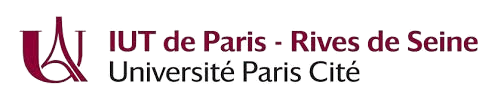 IUT de Paris - Rives de Seine
Université Paris Cité